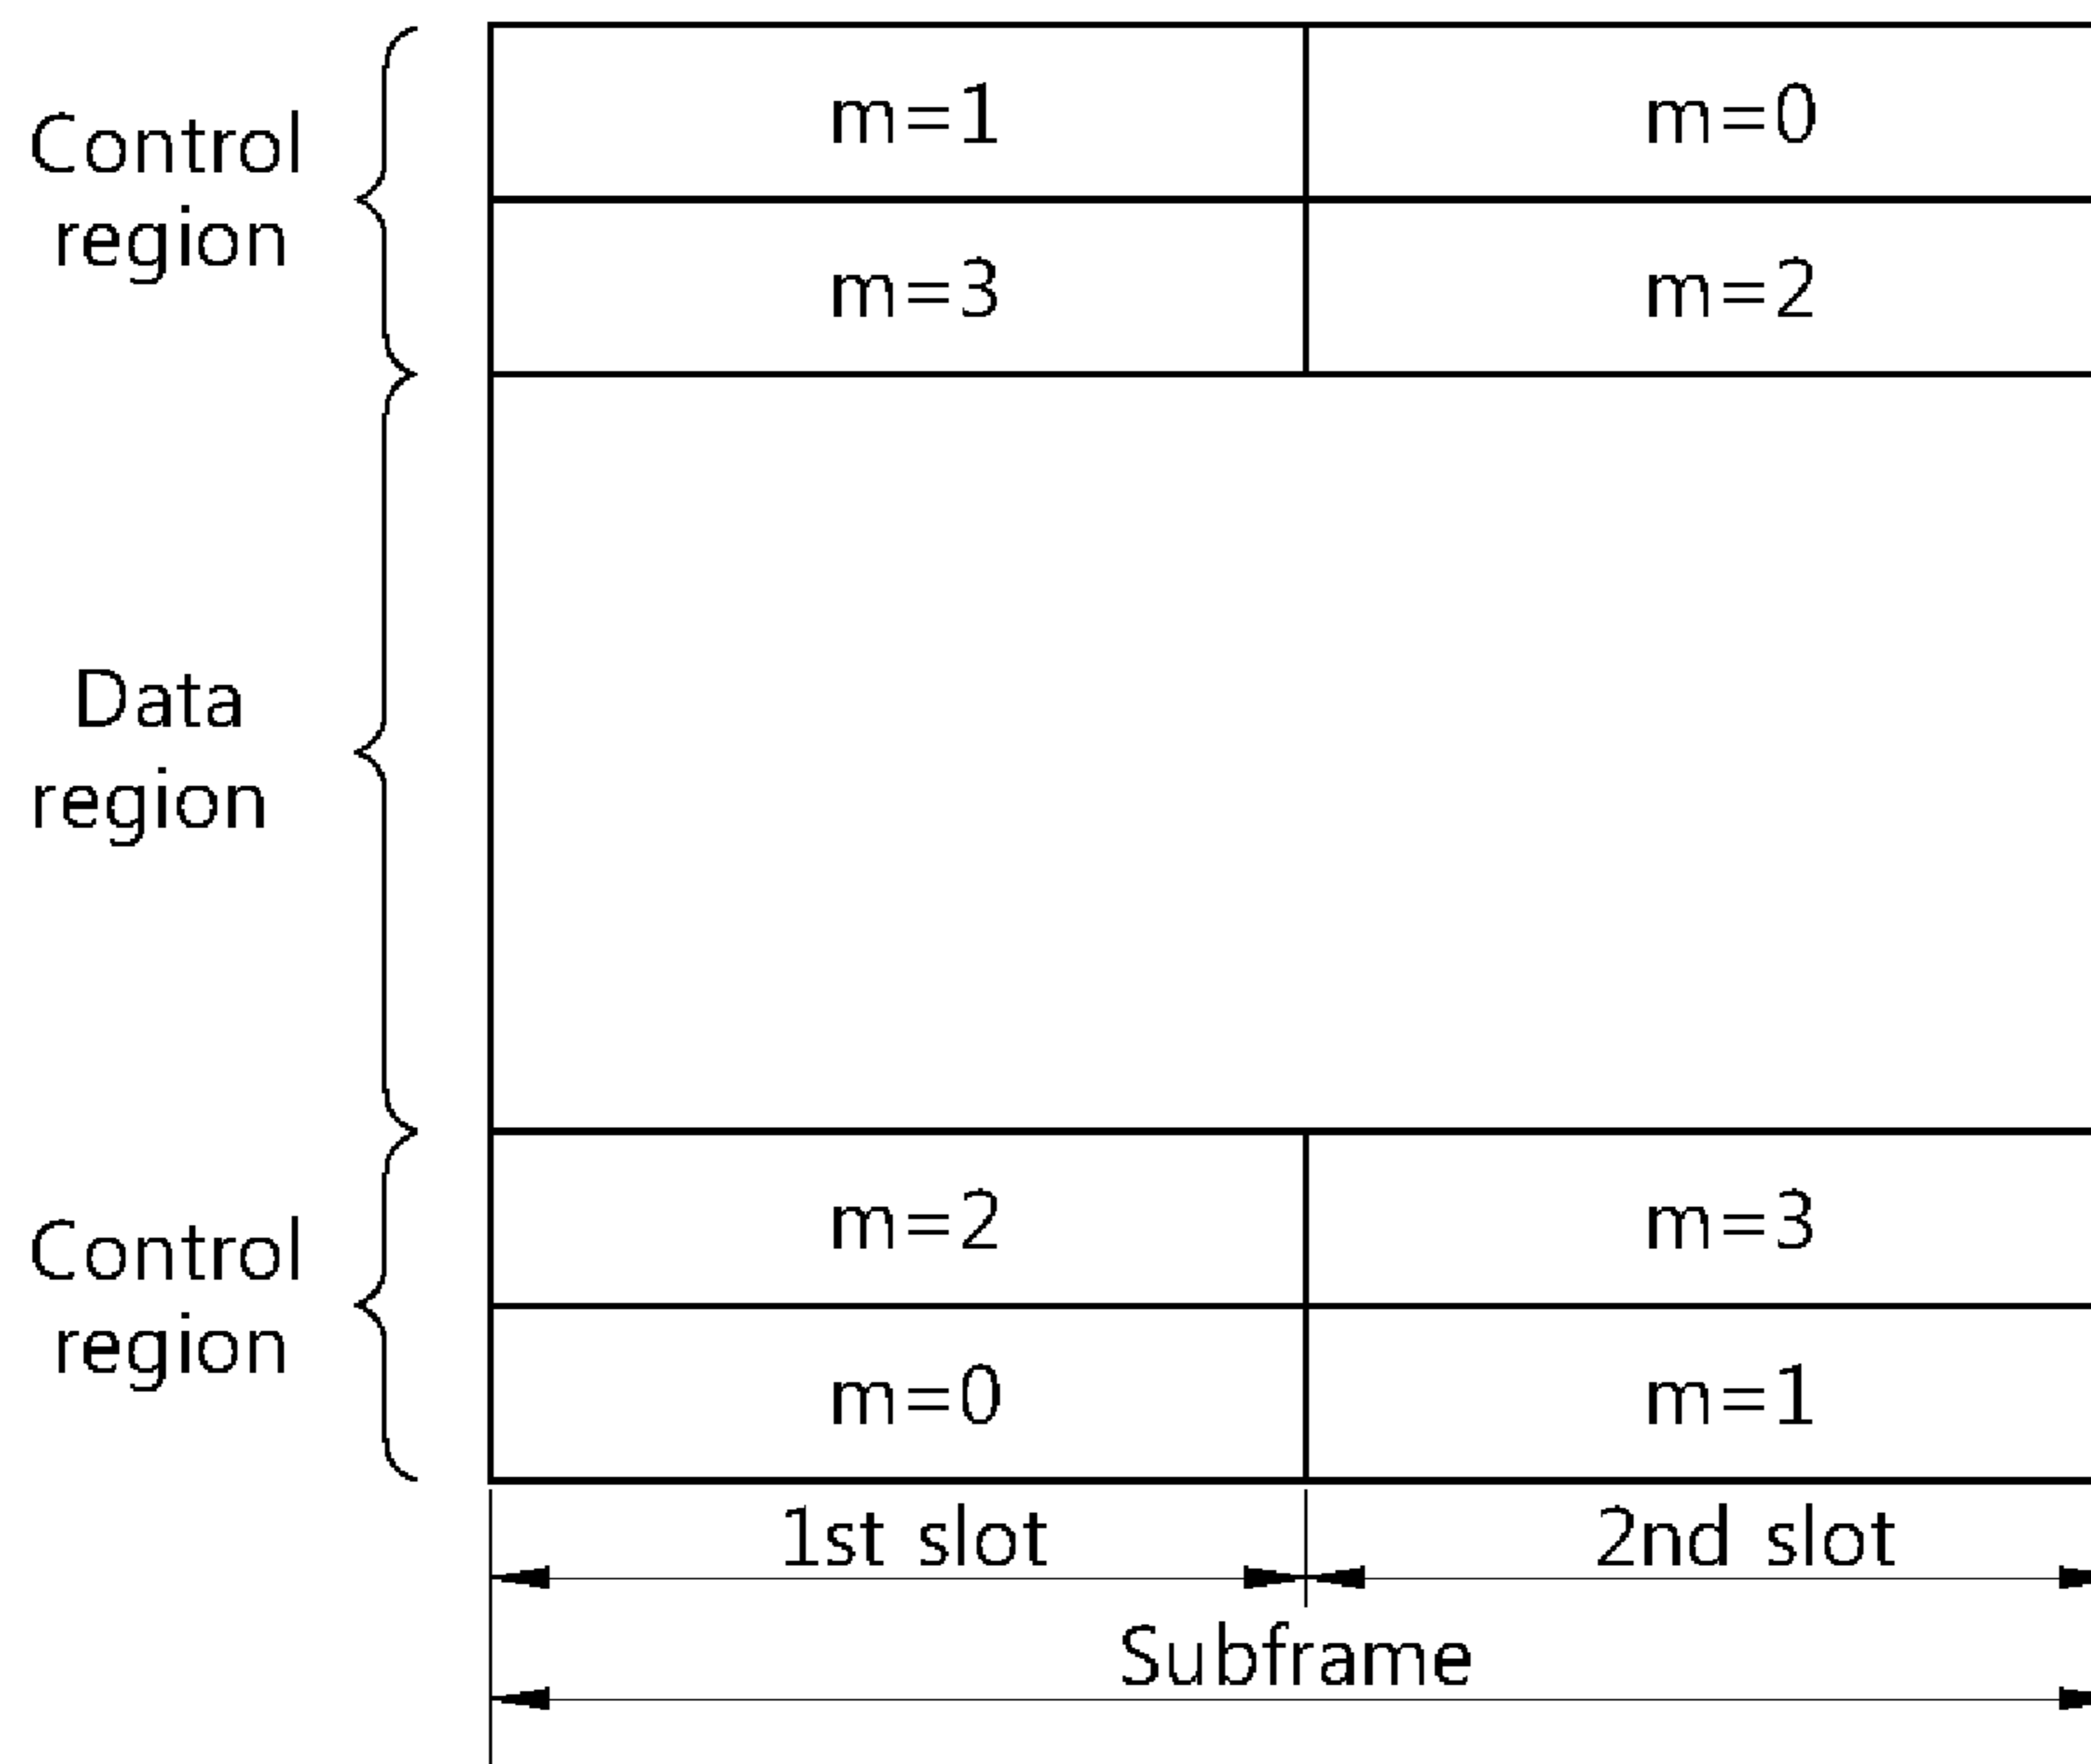 m=1 m=0
Control
region
m=3 m=2
Data
region
m=2 m=3
Control
region
m=0 m=1
1st slot 2nd slot
Subframe